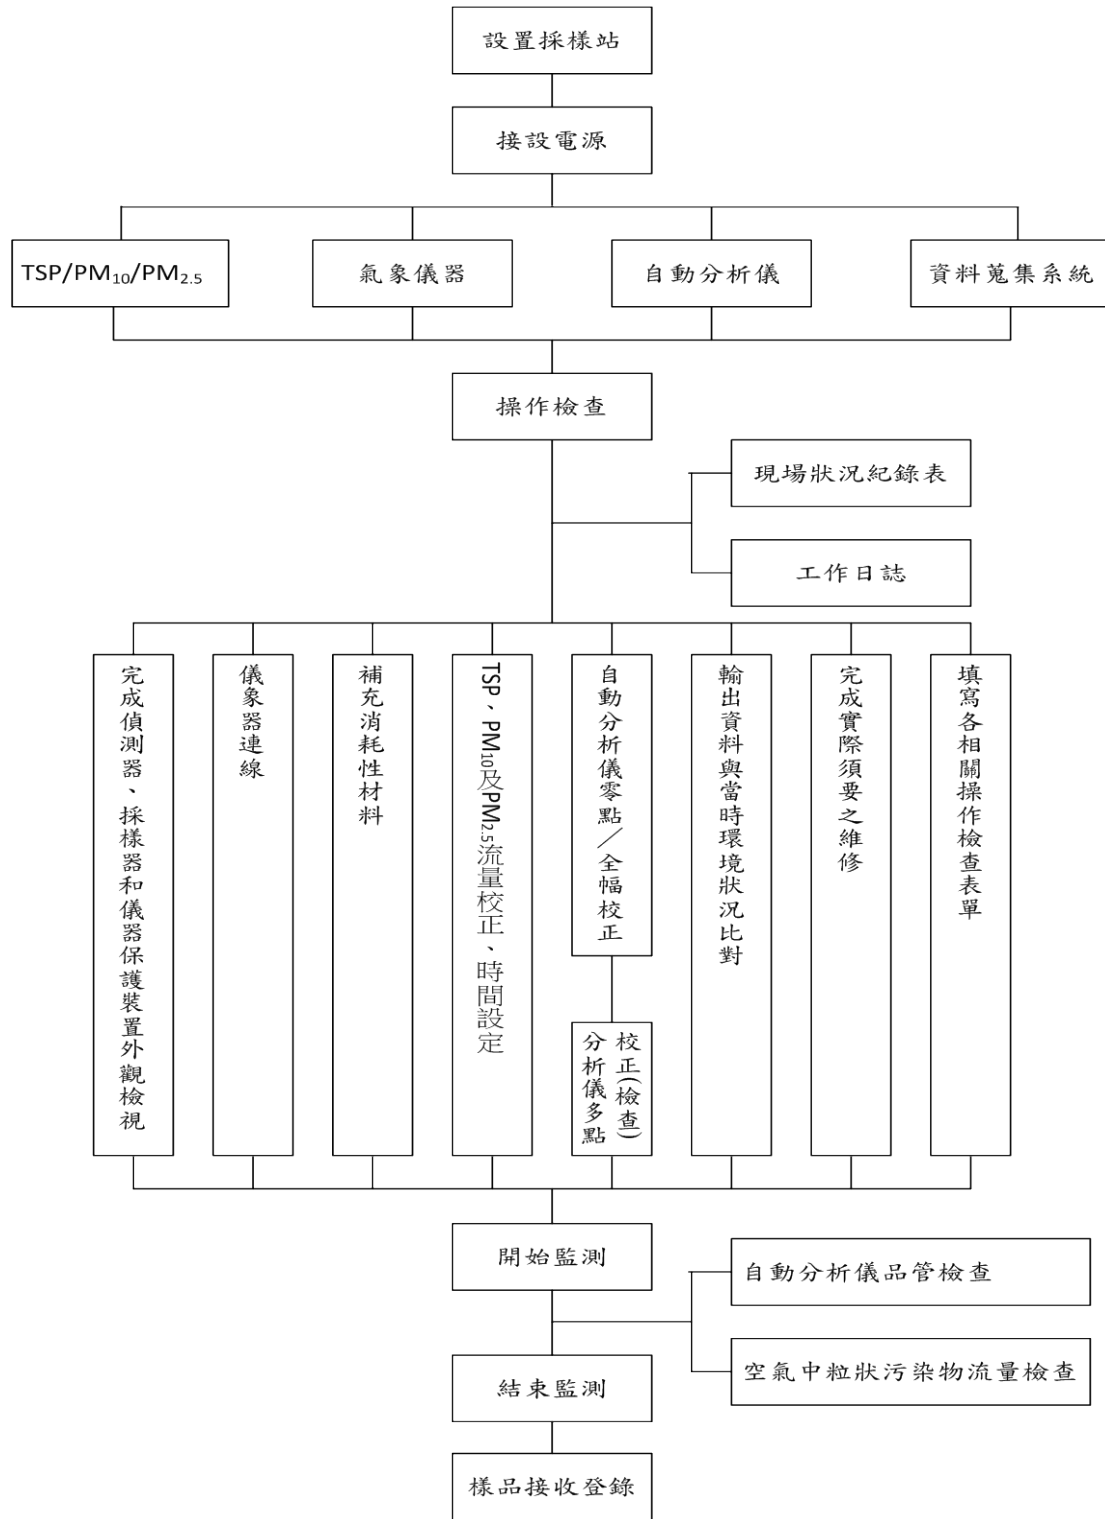 設置採樣站
接設電源
TSP/PM₁₀/PM₂.₅
氣象儀器
自動分析儀
資料蒐集系統
操作檢查
現場狀況紀錄表
工作日誌
完成偵測器、採樣器和儀器保護裝置外觀檢視
儀象器連線
補充消耗性材料
TSP、PM₁₀及PM₂.₅流量校正、時間設定
自動分析儀零點／全幅校正
校正(檢查)
分析儀多點
輸出資料與當時環境狀況比對
完成實際須要之維修
填寫各相關操作檢查表單
開始監測
自動分析儀品管檢查
空氣中粒狀污染物流量檢查
結束監測
樣品接收登錄